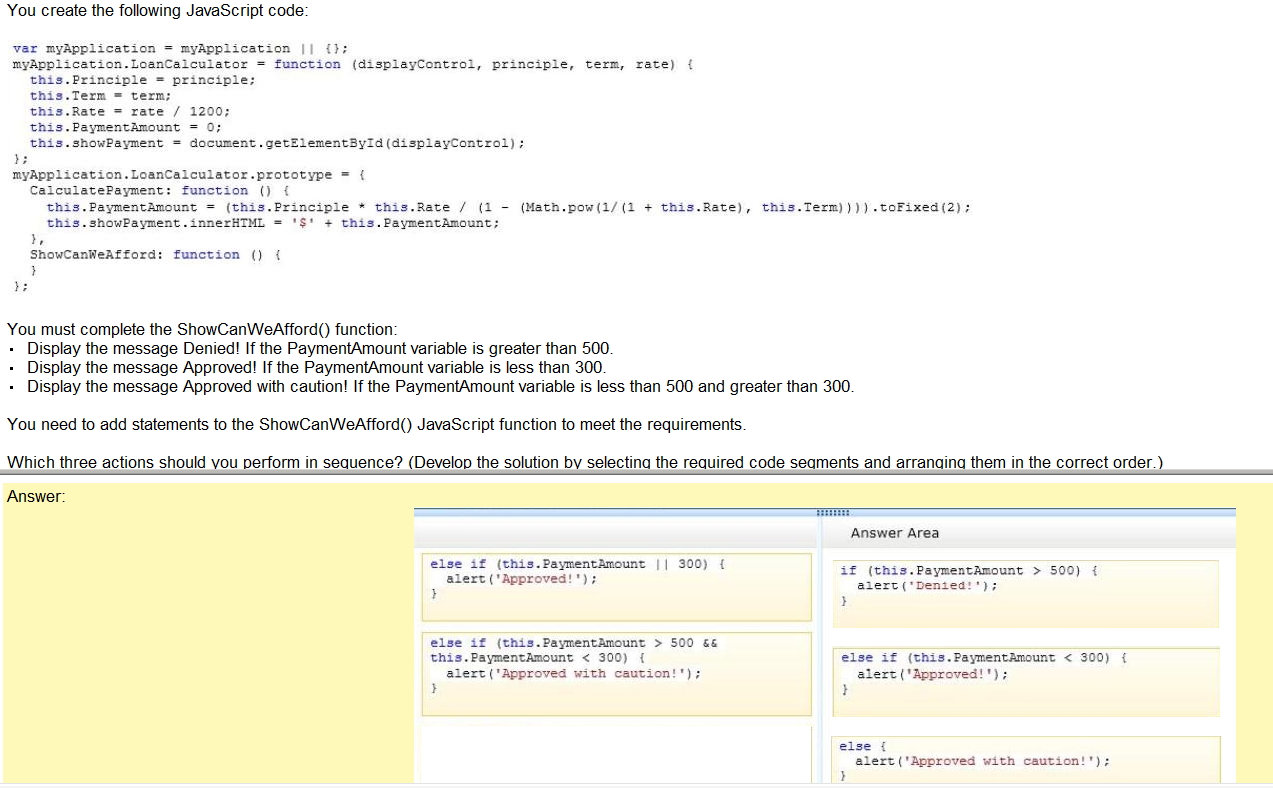 You create the following JavaScript code:
var myApplication = myApplication || {};
myApplication.LoanCalculator = function (displayControl, principle, term, rate) {
this.Principle = principle;
this.Term = term;
this.Rate = rate / 1200;
this.PaymentAmount = 0;
this.showPayment = document.getElementById(displayControl);
};
myApplication.LoanCalculator.prototype = {
CalculatePayment: function () {
this.PaymentAmount = (this.Principle * this.Rate / (1 - (Math.pow(1/(1 + this.Rate), this.Term)))).toFixed(2);
this.showPayment.innerHTML = '$' + this.PaymentAmount;
},
ShowCanWeAfford: function () {
}
};
You must complete the ShowCanWeAfford() function:
· Display the message Denied! If the PaymentAmount variable is greater than 500.
· Display the message Approved! If the PaymentAmount variable is less than 300.
· Display the message Approved with caution! If the PaymentAmount variable is less than 500 and greater than 300.
You need to add statements to the ShowCanWeAfford() JavaScript function to meet the requirements.
Which three actions should you perform in sequence? (Develop the solution by selecting the required code segments and arranging them in the correct order.)
Answer:
else if (this.PaymentAmount || 300) {
alert('Approved!');
}
else if (this.PaymentAmount > 500 &&
this.PaymentAmount < 300) {
alert('Approved with caution!');
}
Answer Area
if (this.PaymentAmount > 500) {
alert('Denied!');
}
else if (this.PaymentAmount < 300) {
alert('Approved!');
}
else {
alert('Approved with caution!');
}